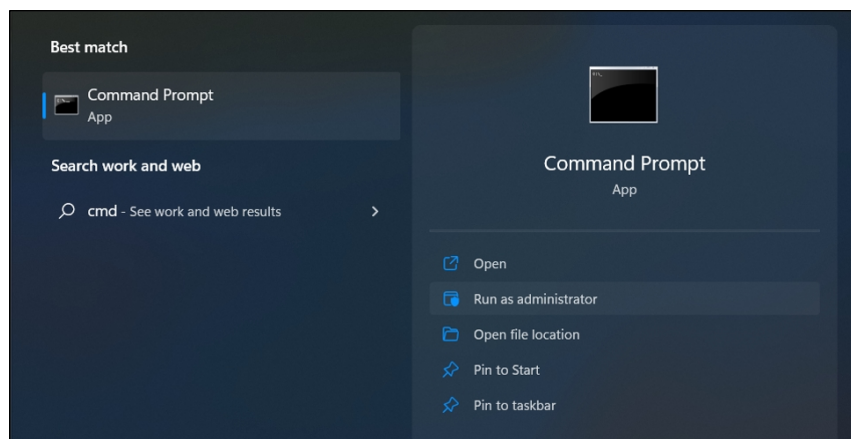 Best match
Command Prompt
App
Search work and web
cmd - See work and web results
Command Prompt
App
Open
Run as administrator
Open file location
Pin to Start
Pin to taskbar